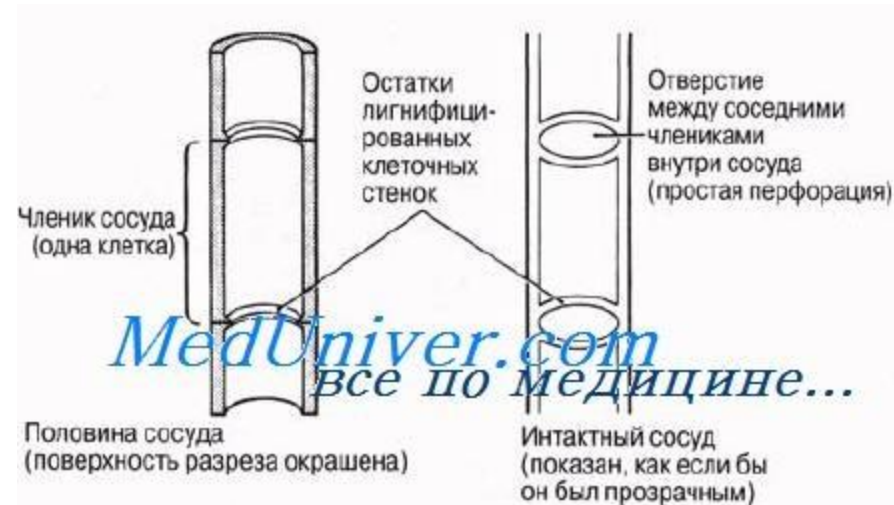 Остатки
лигнифици-
рованных
клеточных
стенок
Отверстие
между соседними
члениками
внутри сосуда
(простая перфорация)
Членик сосуда
(одна клетка)
MedUniver.com
все по медицине...
Половина сосуда
(поверхность разреза окрашена)
Интактный сосуд
(показан, как если бы
он был прозрачным)